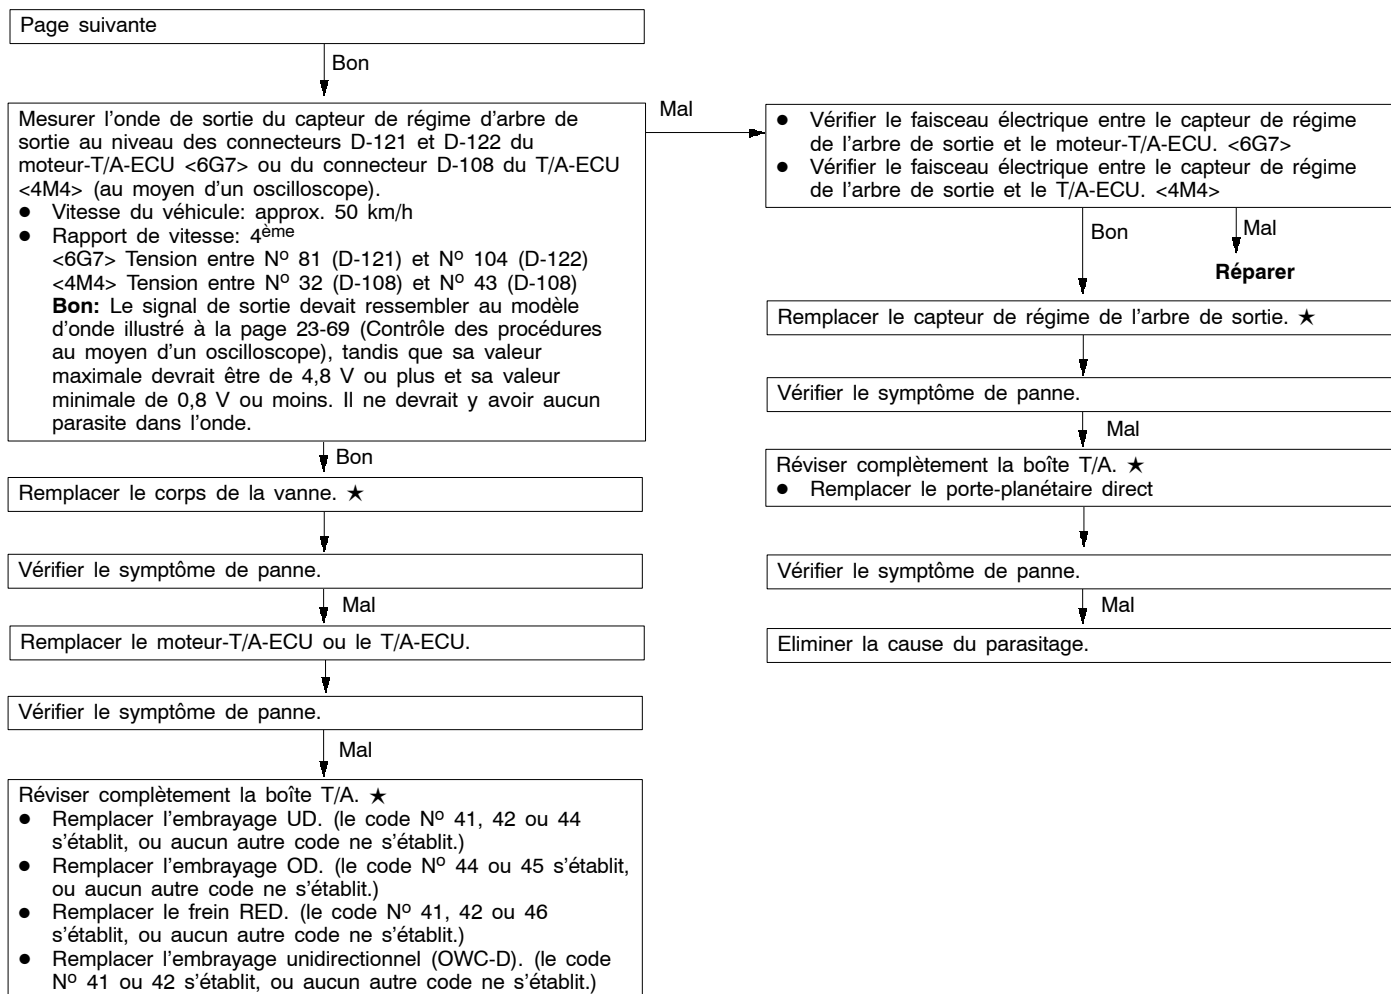 Page suivante
Bon
Mesurer l'onde de sortie du capteur de régime d'arbre de
sortie au niveau des connecteurs D-121 et D-122 du
moteur-T/A-ECU <6G7> ou du connecteur D-108 du T/A-ECU
<4M4> (au moyen d'un oscilloscope).
● Vitesse du véhicule: approx. 50 km/h
● Rapport de vitesse: 4ème
<6G7> Tension entre Nº 81 (D-121) et Nº 104 (D-122)
<4M4> Tension entre Nº 32 (D-108) et Nº 43 (D-108)
Bon: Le signal de sortie devait ressembler au modèle
d'onde illustré à la page 23-69 (Contrôle des procédures
au moyen d'un oscilloscope), tandis que sa valeur
maximale devrait être de 4,8 V ou plus et sa valeur
minimale de 0,8 V ou moins. Il ne devrait y avoir aucun
parasite dans l'onde.
Bon
Remplacer le corps de la vanne. ★
Vérifier le symptôme de panne.
Mal
Remplacer le moteur-T/A-ECU ou le T/A-ECU.
Vérifier le symptôme de panne.
Mal
Réviser complètement la boîte T/A. ★
● Remplacer l'embrayage UD. (le code Nº 41, 42 ou 44
s'établit, ou aucun autre code ne s'établit.)
● Remplacer l'embrayage OD. (le code Nº 44 ou 45 s'établit,
ou aucun autre code ne s'établit.)
● Remplacer le frein RED. (le code Nº 41, 42 ou 46
s'établit, ou aucun autre code ne s'établit.)
● Remplacer l'embrayage unidirectionnel (OWC-D). (le code
Nº 41 ou 42 s'établit, ou aucun autre code ne s'établit.)
Mal
● Vérifier le faisceau électrique entre le capteur de régime
de l'arbre de sortie et le moteur-T/A-ECU. <6G7>
● Vérifier le faisceau électrique entre le capteur de régime
de l'arbre de sortie et le T/A-ECU. <4M4>
Bon
Mal
Réparer
Remplacer le capteur de régime de l'arbre de sortie. ★
Vérifier le symptôme de panne.
Mal
Réviser complètement la boîte T/A. ★
● Remplacer le porte-planétaire direct
Vérifier le symptôme de panne.
Mal
Eliminer la cause du parasitage.